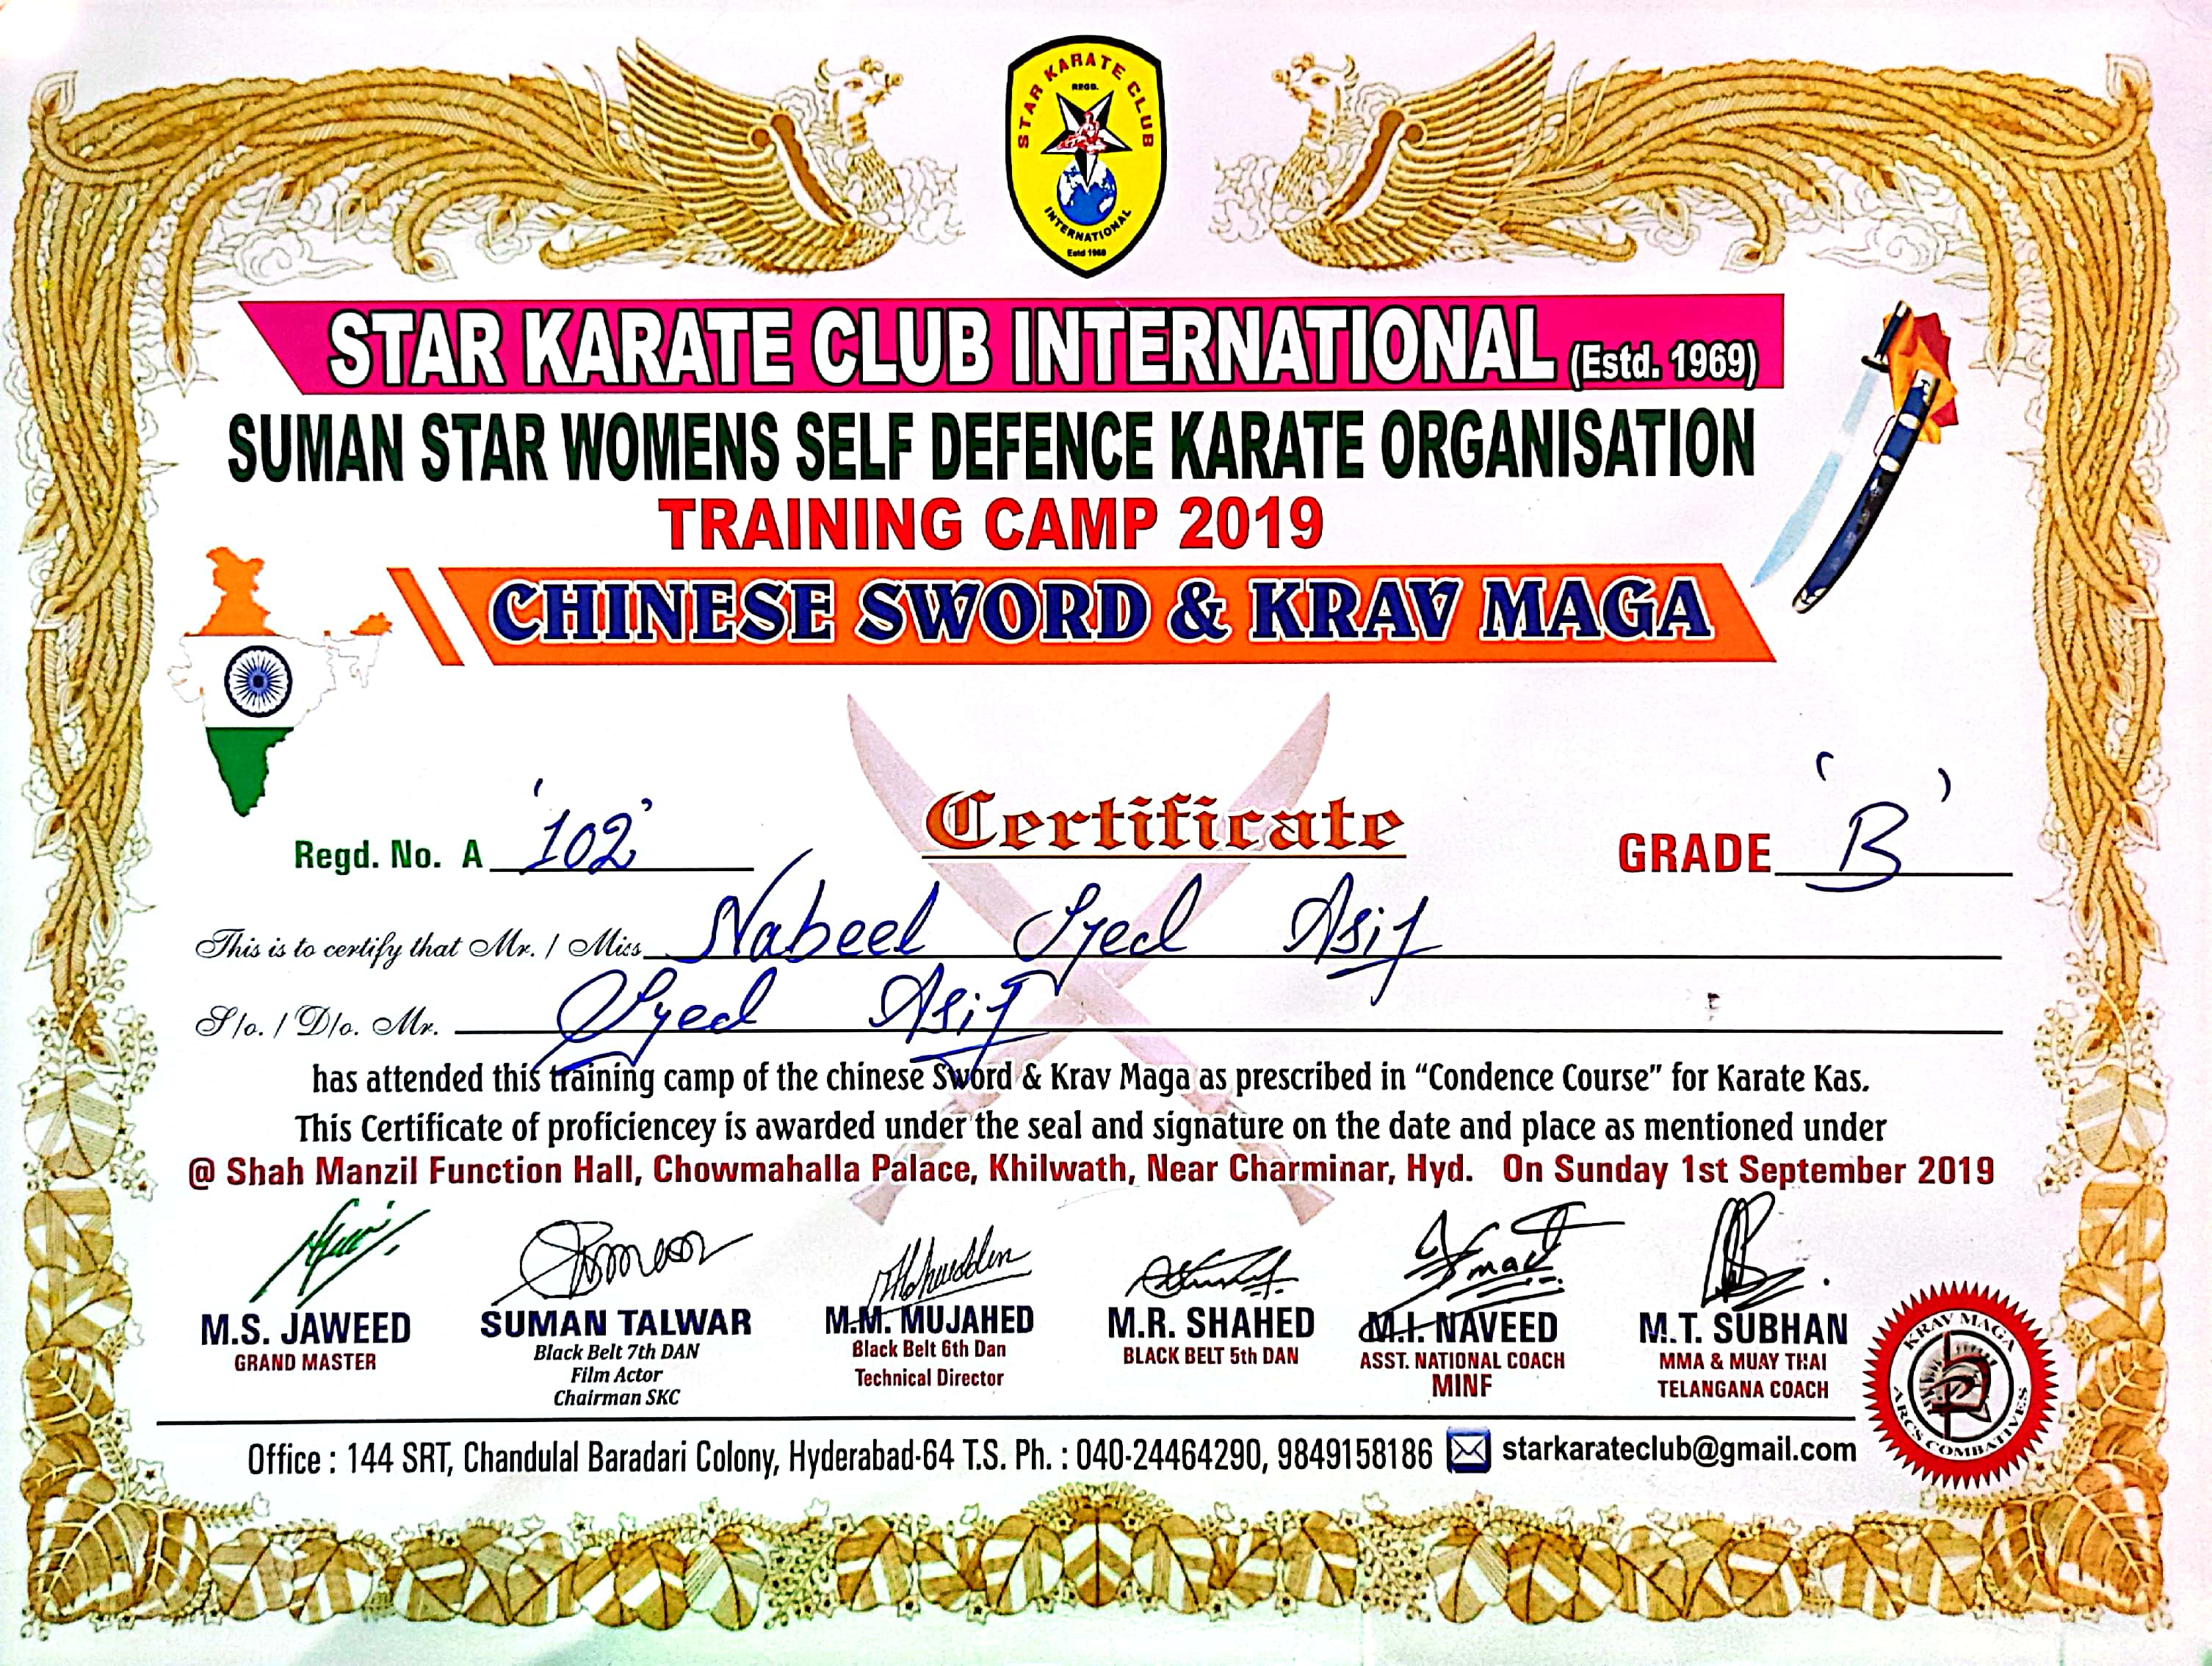 STAR KARATE CLUB
REGD.
INTERNATIONAL
Estd 1969
STAR KARATE CLUB INTERNATIONAL (Estd. 1969)
SUMAN STAR WOMENS SELF DEFENCE KARATE ORGANISATION
TRAINING CAMP 2019
CHINESE SWORD & KRAV MAGA
Certificate
Regd. No. A '102' GRADE 'B'
This is to certify that Mr. / Miss Nabeel Syed Asif
S/o. / D/o. Mr. Syed Asif
has attended this training camp of the chinese Sword & Krav Maga as prescribed in “Condence Course” for Karate Kas.
This Certificate of proficiencey is awarded under the seal and signature on the date and place as mentioned under
@ Shah Manzil Function Hall, Chowmahalla Palace, Khilwath, Near Charminar, Hyd. On Sunday 1st September 2019
M.S. JAWEED
GRAND MASTER
SUMAN TALWAR
Black Belt 7th DAN
Film Actor
Chairman SKC
M.M. MUJAHED
Black Belt 6th Dan
Technical Director
M.R. SHAHED
BLACK BELT 5th DAN
M.I. NAVEED
ASST. NATIONAL COACH
MINF
M.T. SUBHAN
MMA & MUAY THAI
TELANGANA COACH
KRAV MAGA
ARCS COMBATIVES
Office : 144 SRT, Chandulal Baradari Colony, Hyderabad-64 T.S. Ph. : 040-24464290, 9849158186 starkarateclub@gmail.com